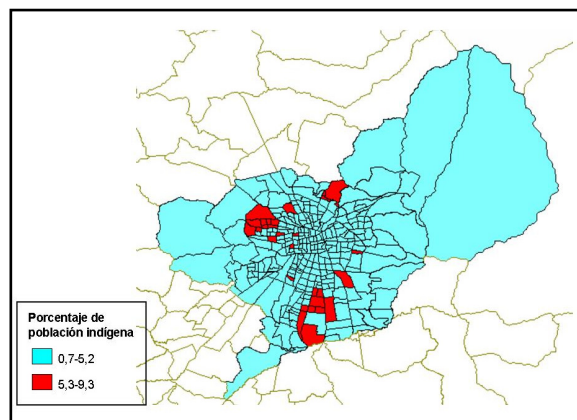 Porcentaje de
población indígena
0,7-5,2
5,3-9,3